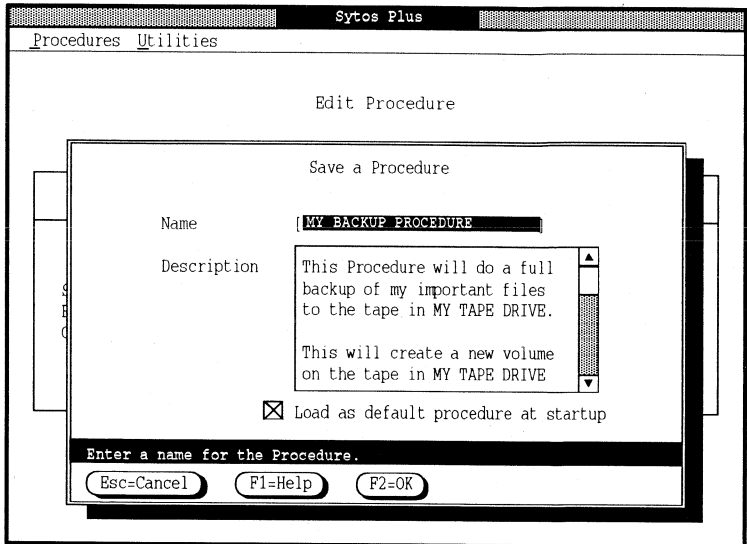 Sytos Plus
Procedures Utilities
Edit Procedure
Save a Procedure
Name [MY BACKUP PROCEDURE]
Description
This Procedure will do a full
backup of my important files
to the tape in MY TAPE DRIVE.
This will create a new volume
on the tape in MY TAPE DRIVE
Load as default procedure at startup
Enter a name for the Procedure.
Esc=Cancel F1=Help F2=OK